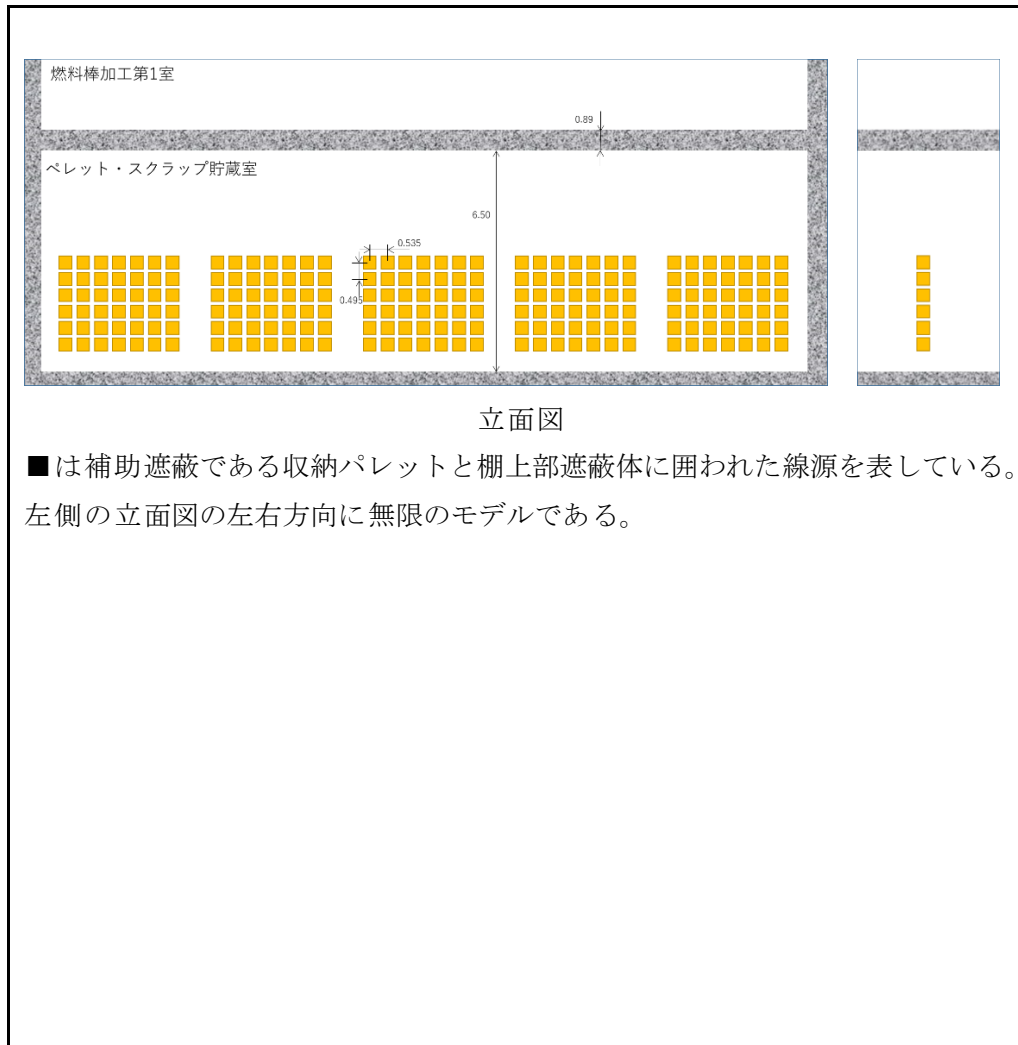 燃料棒加工第1室
0.89
ペレット・スクラップ貯蔵室
6.50
0.535
0.495
立面図
■は補助遮蔽である収納パレットと棚上部遮蔽体に囲われた線源を表している。
左側の立面図の左右方向に無限のモデルである。